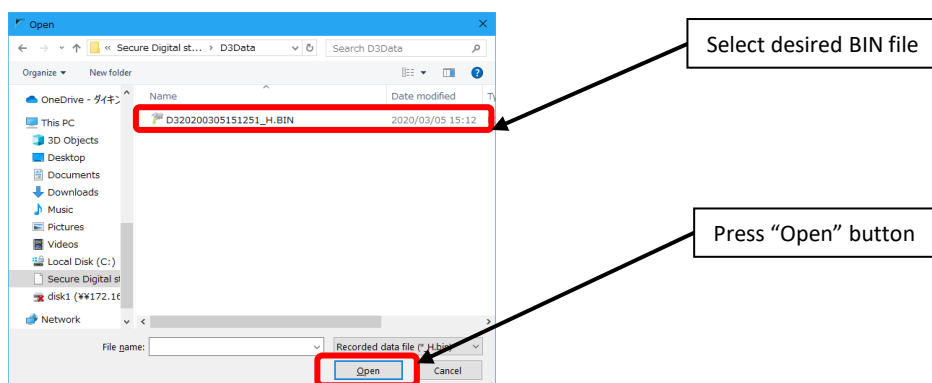 Open
« Secure Digital st... › D3Data
Search D3Data
Organize
New folder
Name
Date modified
OneDrive - ダイキン
This PC
3D Objects
Desktop
Documents
Downloads
Music
Pictures
Videos
Local Disk (C:)
Secure Digital st
disk1 (¥¥172.16
Network
D320200305151251_H.BIN
2020/03/05 15:12
File name:
Recorded data file (*_H.bin)
Open
Cancel
Select desired BIN file
Press “Open” button